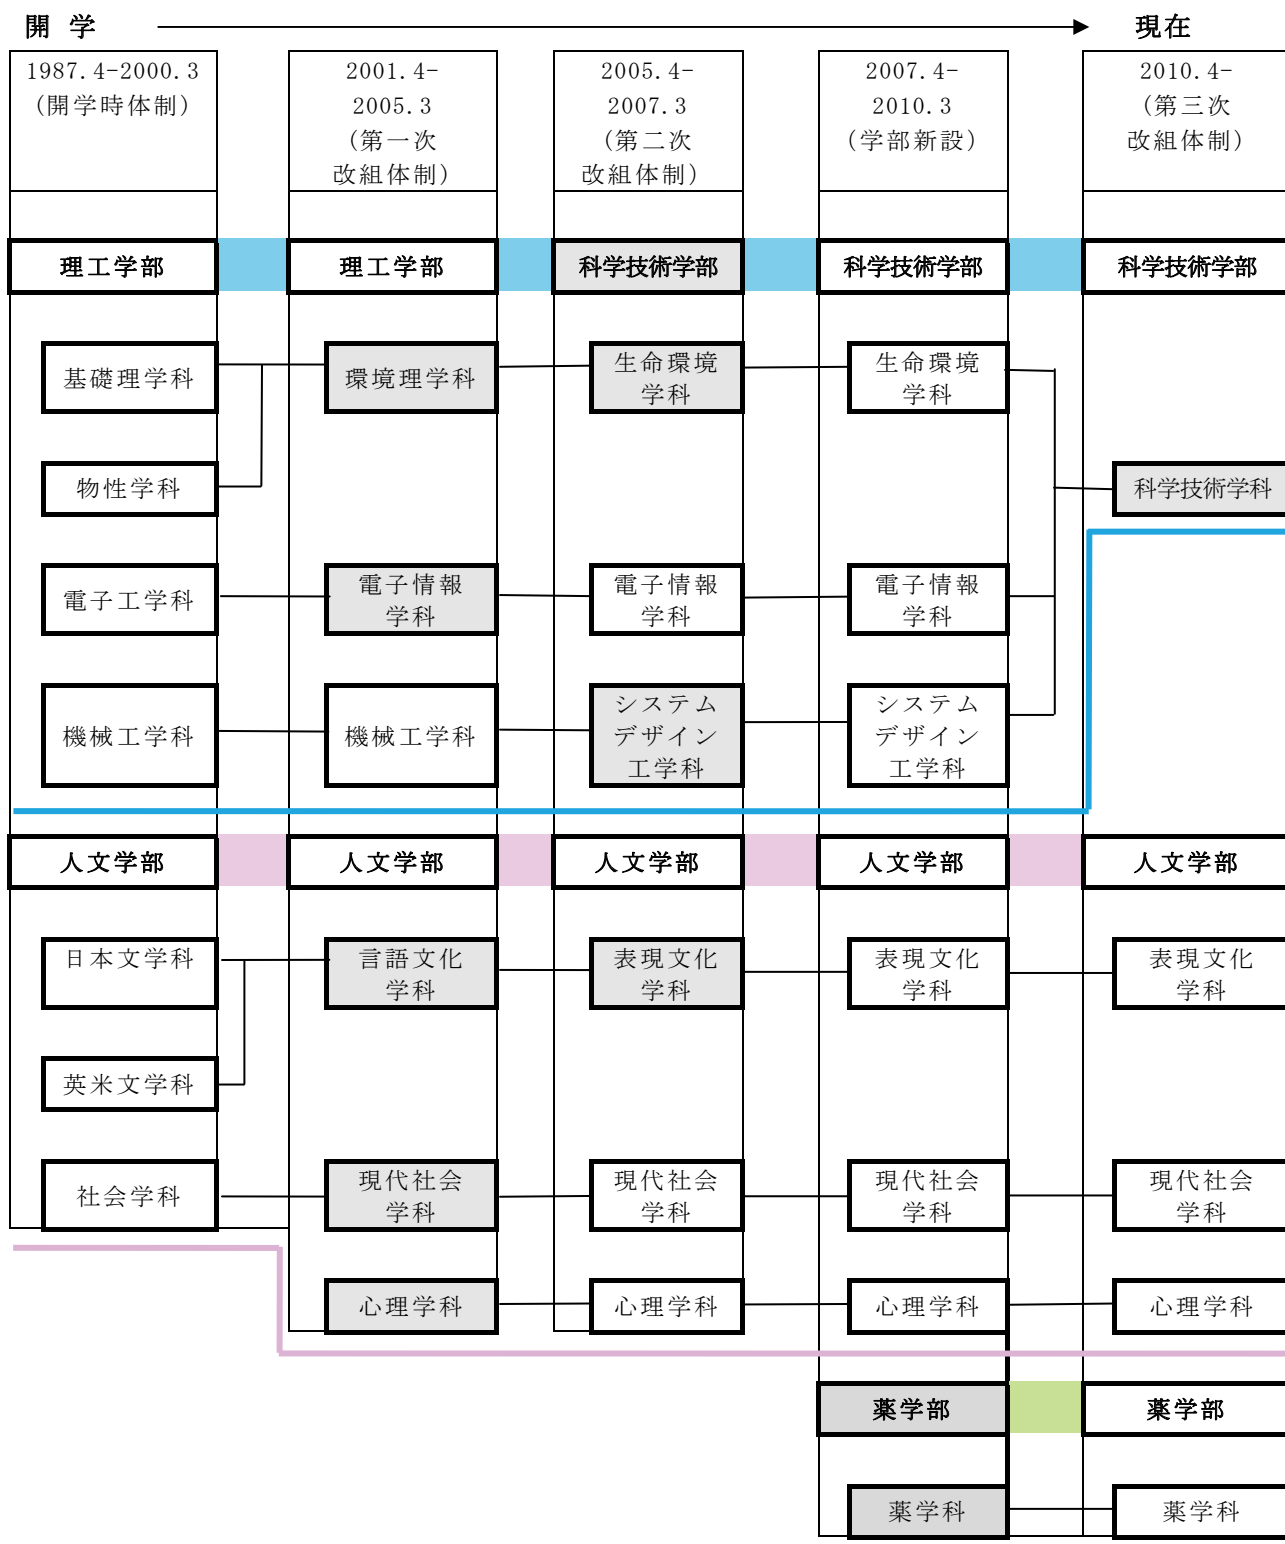 開 学
現在
1987.4-2000.3
(開学時体制)
2001.4-
2005.3
(第一次
改組体制)
2005.4-
2007.3
(第二次
改組体制)
2007.4-
2010.3
(学部新設)
2010.4-
(第三次
改組体制)
理工学部
理工学部
科学技術学部
科学技術学部
科学技術学部
基礎理学科
環境理学科
生命環境
学科
生命環境
学科
物性学科
科学技術学科
電子工学科
電子情報
学科
電子情報
学科
電子情報
学科
機械工学科
機械工学科
システム
デザイン
工学科
システム
デザイン
工学科
人文学部
人文学部
人文学部
人文学部
人文学部
日本文学科
言語文化
学科
表現文化
学科
表現文化
学科
表現文化
学科
英米文学科
社会学科
現代社会
学科
現代社会
学科
現代社会
学科
現代社会
学科
心理学科
心理学科
心理学科
心理学科
薬学部
薬学部
薬学科
薬学科